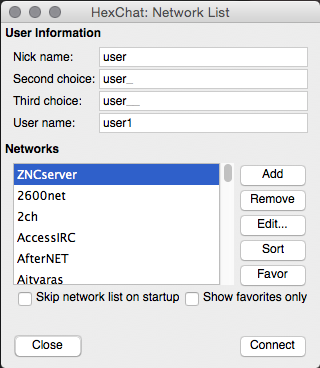 HexChat: Network List
User Information
Nick name: user
Second choice: user_
Third choice: user__
User name: user1
Networks
ZNCserver
2600net
2ch
AccessIRC
AfterNET
Aitvaras
Add
Remove
Edit...
Sort
Favor
Skip network list on startup Show favorites only
Close Connect